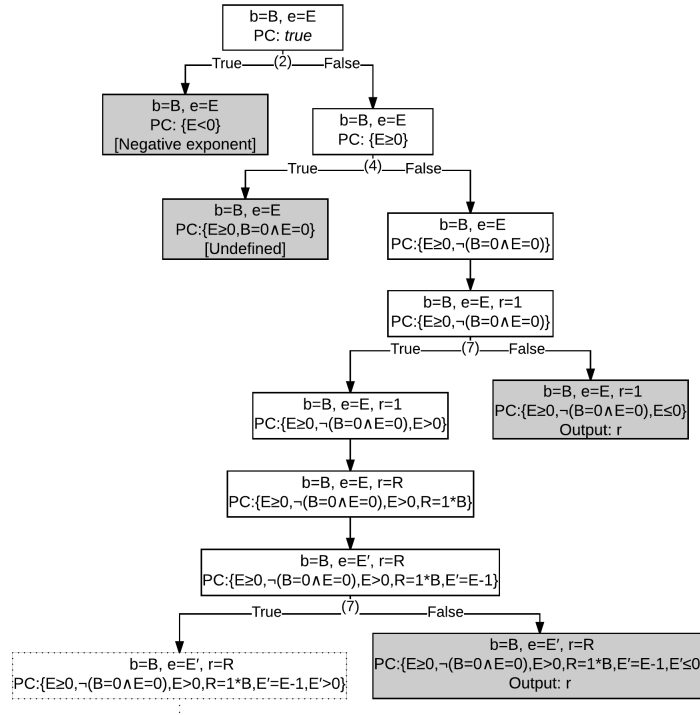 b=B, e=E
PC: true
True (2) False
b=B, e=E
PC: {E<0}
[Negative exponent]
b=B, e=E
PC: {E≥0}
True (4) False
b=B, e=E
PC:{E≥0,B=0∧E=0}
[Undefined]
b=B, e=E
PC:{E≥0,¬(B=0∧E=0)}
b=B, e=E, r=1
PC:{E≥0,¬(B=0∧E=0)}
True (7) False
b=B, e=E, r=1
PC:{E≥0,¬(B=0∧E=0),E>0}
b=B, e=E, r=1
PC:{E≥0,¬(B=0∧E=0),E≤0}
Output: r
b=B, e=E, r=R
PC:{E≥0,¬(B=0∧E=0),E>0,R=1*B}
b=B, e=E′, r=R
PC:{E≥0,¬(B=0∧E=0),E>0,R=1*B,E′=E-1}
True (7) False
b=B, e=E′, r=R
PC:{E≥0,¬(B=0∧E=0),E>0,R=1*B,E′=E-1,E′>0}
b=B, e=E′, r=R
PC:{E≥0,¬(B=0∧E=0),E>0,R=1*B,E′=E-1,E′≤0
Output: r